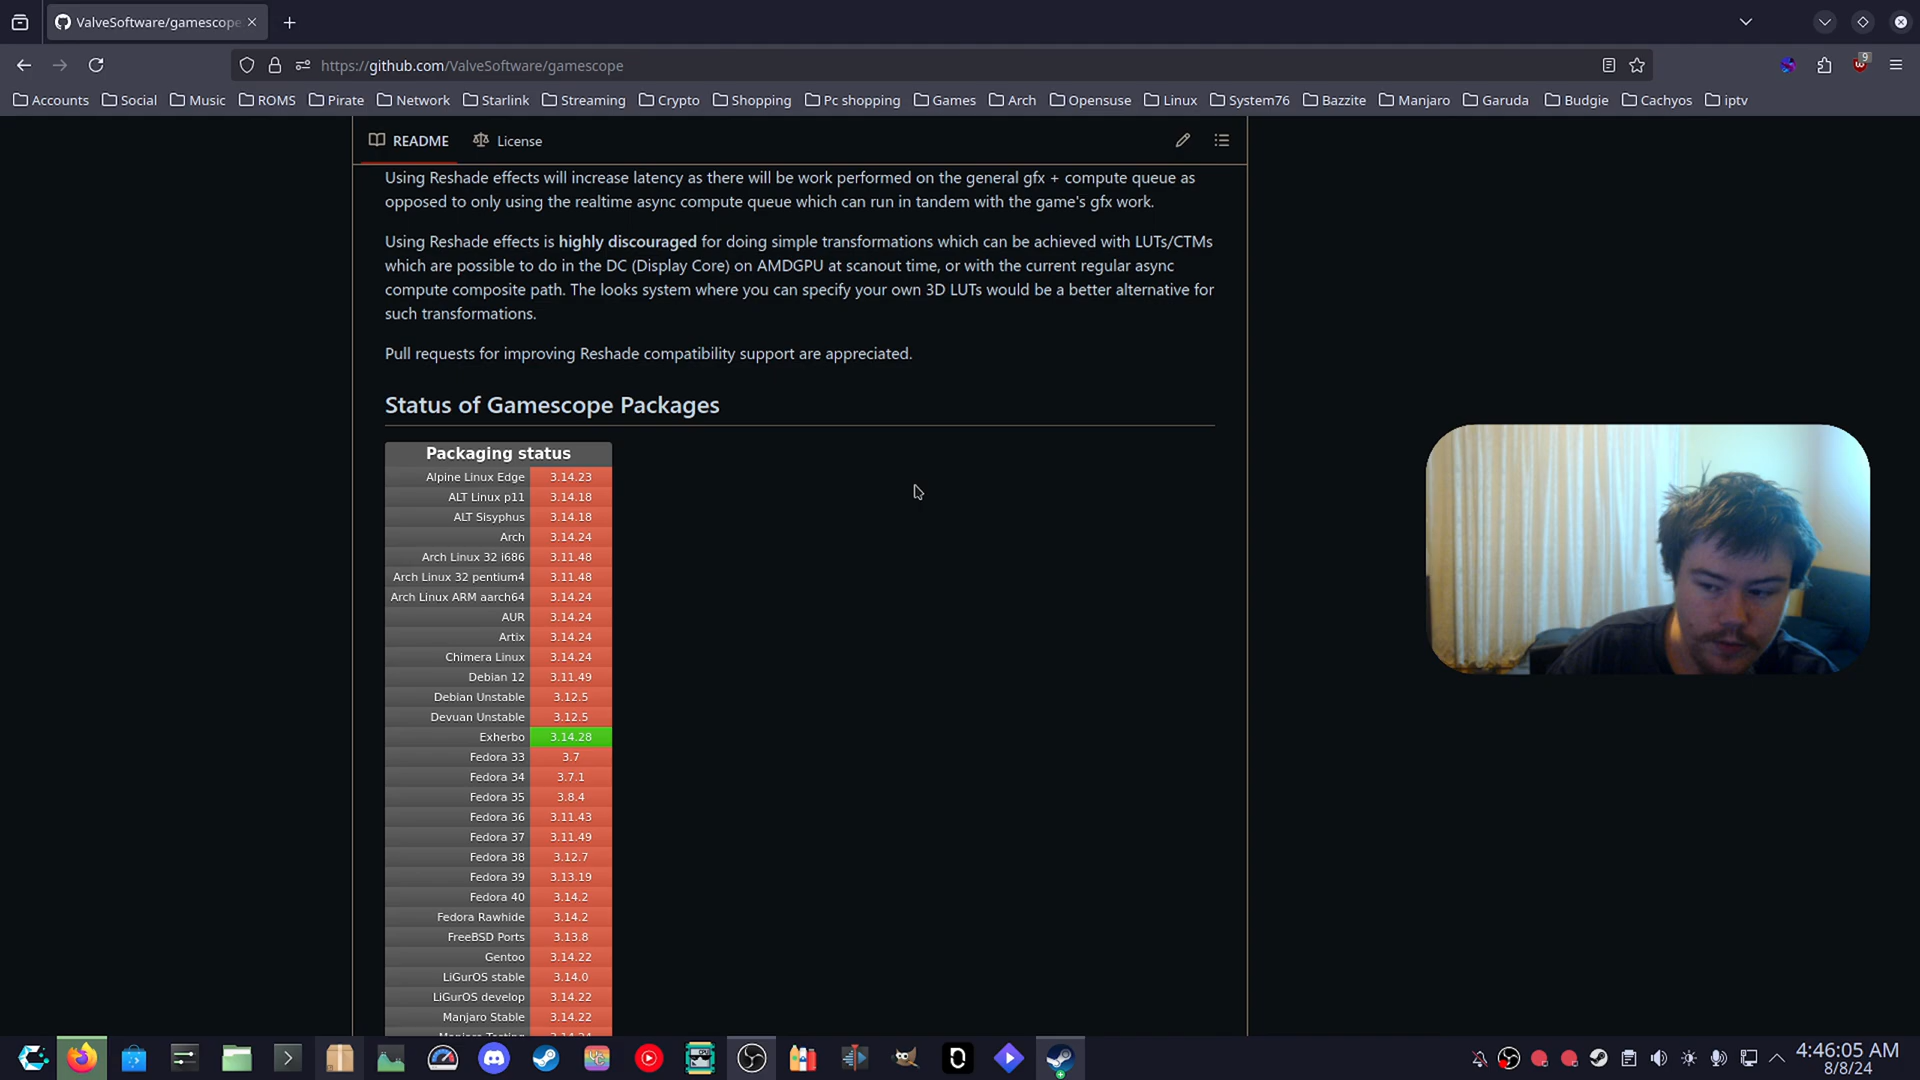 ValveSoftware/gamescope
https://github.com/ValveSoftware/gamescope
9
Accounts Social Music ROMS Pirate Network Starlink Streaming Crypto Shopping Pc shopping Games Arch Opensuse Linux System76 Bazzite Manjaro Garuda Budgie Cachyos iptv
README License
Using Reshade effects will increase latency as there will be work performed on the general gfx + compute queue as
opposed to only using the realtime async compute queue which can run in tandem with the game's gfx work.
Using Reshade effects is highly discouraged for doing simple transformations which can be achieved with LUTs/CTMs
which are possible to do in the DC (Display Core) on AMDGPU at scanout time, or with the current regular async
compute composite path. The looks system where you can specify your own 3D LUTs would be a better alternative for
such transformations.
Pull requests for improving Reshade compatibility support are appreciated.
Status of Gamescope Packages
Packaging status
Alpine Linux Edge 3.14.23
ALT Linux p11 3.14.18
ALT Sisyphus 3.14.18
Arch 3.14.24
Arch Linux 32 i686 3.11.48
Arch Linux 32 pentium4 3.11.48
Arch Linux ARM aarch64 3.14.24
AUR 3.14.24
Artix 3.14.24
Chimera Linux 3.14.24
Debian 12 3.11.49
Debian Unstable 3.12.5
Devuan Unstable 3.12.5
Exherbo 3.14.28
Fedora 33 3.7
Fedora 34 3.7.1
Fedora 35 3.8.4
Fedora 36 3.11.43
Fedora 37 3.11.49
Fedora 38 3.12.7
Fedora 39 3.13.19
Fedora 40 3.14.2
Fedora Rawhide 3.14.2
FreeBSD Ports 3.13.8
Gentoo 3.14.22
LiGurOS stable 3.14.0
LiGurOS develop 3.14.22
Manjaro Stable 3.14.22
4:46:05 AM
8/8/24